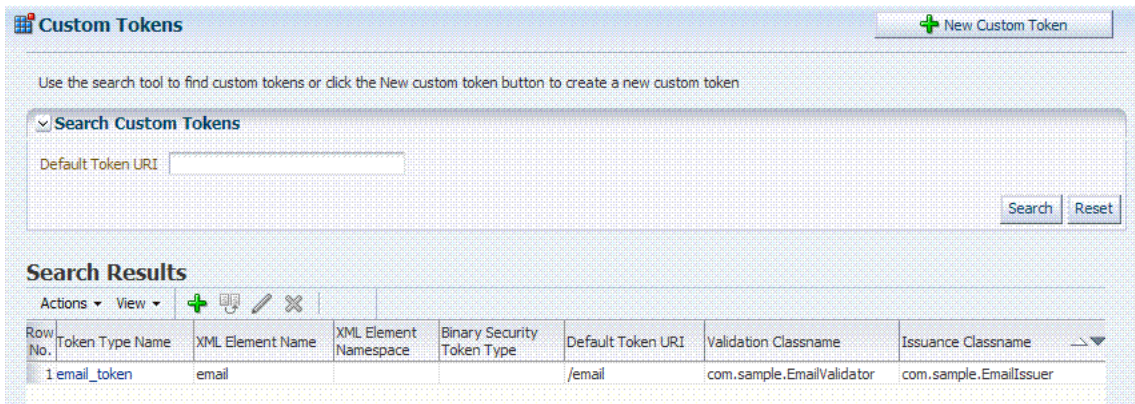 Custom Tokens
New Custom Token
Use the search tool to find custom tokens or click the New custom token button to create a new custom token
Search Custom Tokens
Default Token URI
Search Reset
Search Results
Actions View
Row No. Token Type Name XML Element Name XML Element Namespace Binary Security Token Type Default Token URI Validation Classname Issuance Classname
1 email_token email /email com.sample.EmailValidator com.sample.EmailIssuer